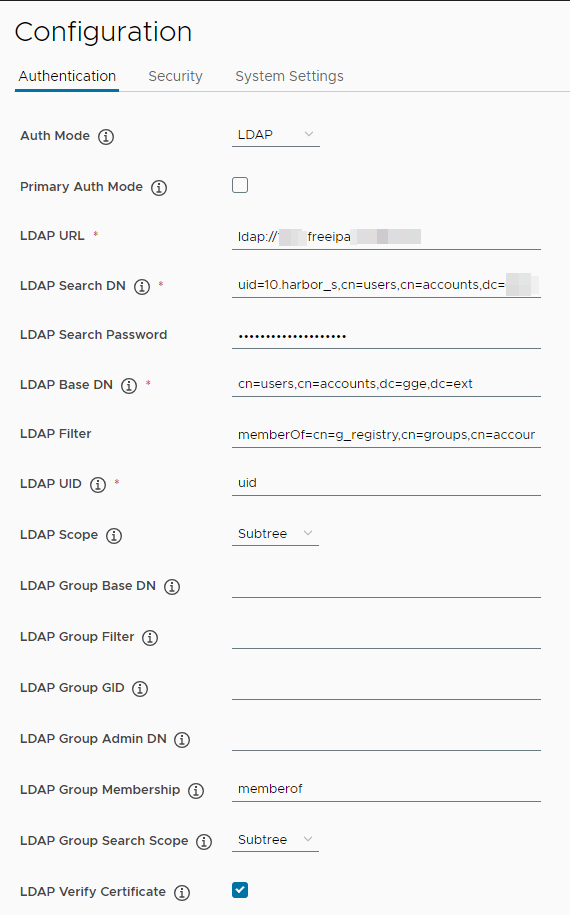 Configuration
Authentication Security System Settings
Auth Mode LDAP
Primary Auth Mode
LDAP URL * ldap:// freeipa
LDAP Search DN * uid=10.harbor_s,cn=users,cn=accounts,dc=
LDAP Search Password ••••••••••••••••••••
LDAP Base DN * cn=users,cn=accounts,dc=gge,dc=ext
LDAP Filter memberOf=cn=g_registry,cn=groups,cn=accour
LDAP UID * uid
LDAP Scope Subtree
LDAP Group Base DN
LDAP Group Filter
LDAP Group GID
LDAP Group Admin DN
LDAP Group Membership memberof
LDAP Group Search Scope Subtree
LDAP Verify Certificate